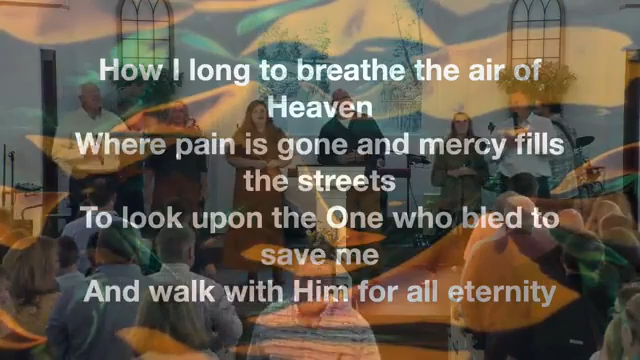 How I long to breathe the air of
Heaven
Where pain is gone and mercy fills
the streets
To look upon the One who bled to
save me
And walk with Him for all eternity